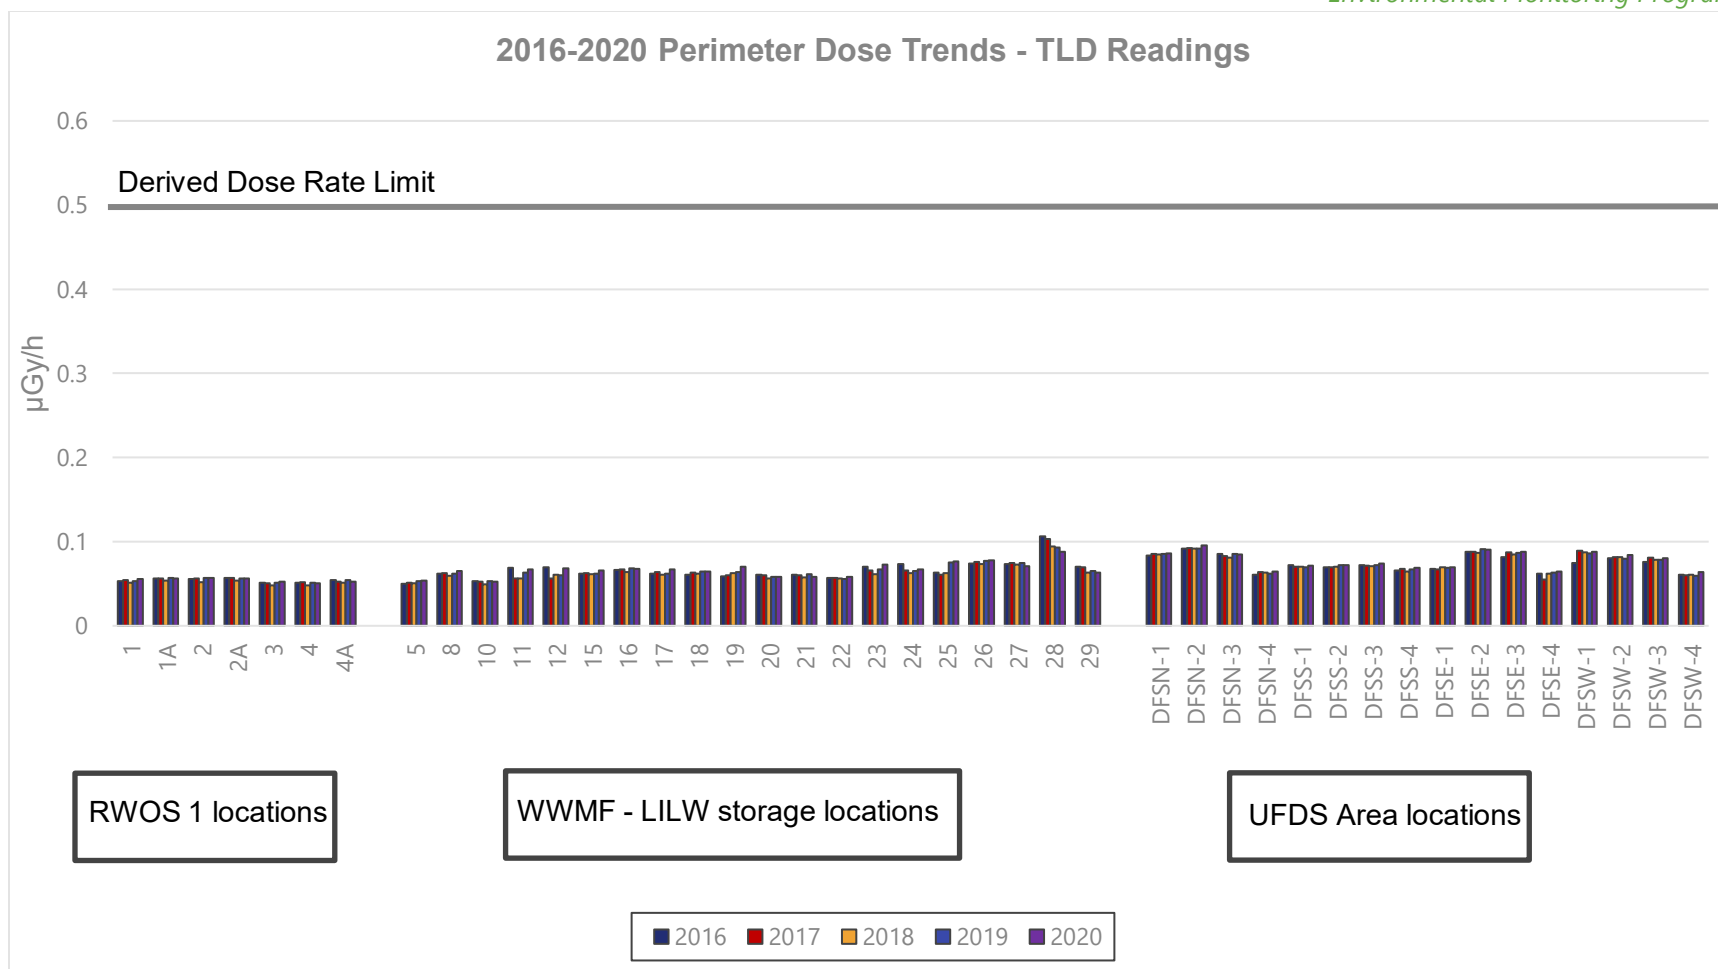 Environmental Monitoring Program
2016-2020 Perimeter Dose Trends - TLD Readings
0.6
Derived Dose Rate Limit
0.5
0.4
0.3
0.2
0.1
0
µGy/h
1 1A 2 2A 3 4 4A 5 8 10 11 12 15 16 17 18 19 20 21 22 23 24 25 26 27 28 29 DFSN-1 DFSN-2 DFSN-3 DFSN-4 DFSS-1 DFSS-2 DFSS-3 DFSS-4 DFSE-1 DFSE-2 DFSE-3 DFSE-4 DFSW-1 DFSW-2 DFSW-3 DFSW-4
RWOS 1 locations
WWMF - LILW storage locations
UFDS Area locations
2016 2017 2018 2019 2020